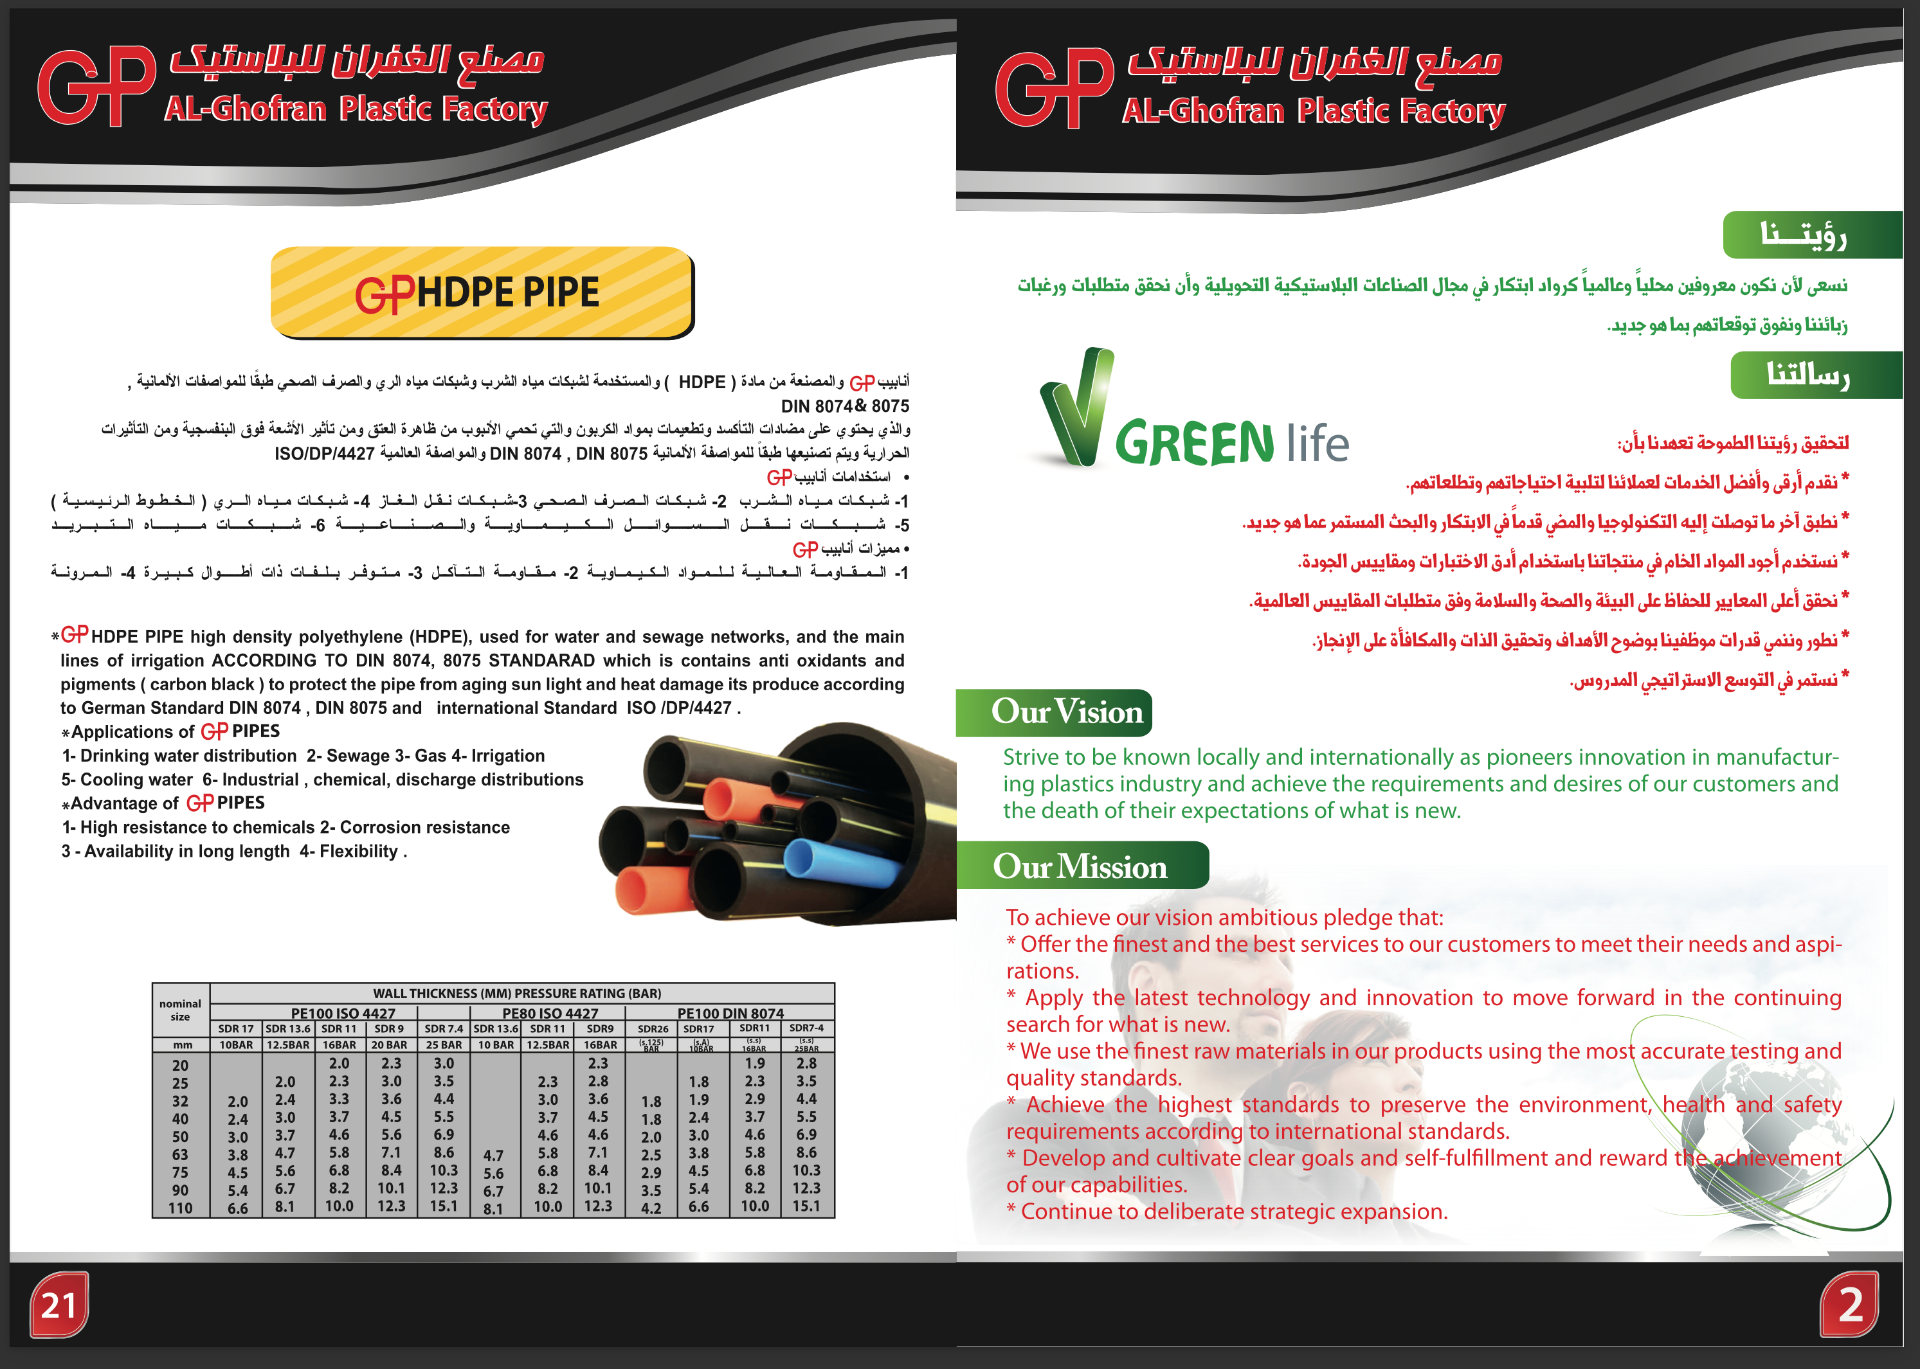 مصنع الغفران للبلاستيك
AL-Ghofran Plastic Factory
GP HDPE PIPE
أنابيب GP والمصنعة من مادة ( HDPE ) والمستخدمة لشبكات مياه الشرب وشبكات مياه الري والصرف الصحي طبقًا للمواصفات الألمانية ,
DIN 8074& 8075
والذي يحتوي على مضادات التأكسد وتطعيمات بمواد الكربون والتي تحمي الأنبوب من ظاهرة العتق ومن تأثير الأشعة فوق البنفسجية ومن التأثيرات
الحرارية ويتم تصنيعها طبقاً للمواصفة الألمانية DIN 8074 , DIN 8075 والمواصفة العالمية ISO/DP/4427
• استخدامات أنابيب GP
1- شبكات مياه الشرب 2- شبكات الصرف الصحي 3-شبكات نقل الغاز 4- شبكات مياه الري ( الخطوط الرئيسية )
5- شبكات نقل السوائل الكيماوية والصناعية 6- شبكات مياه التبريد
• مميزات أنابيب GP
1- المقاومة العالية للمواد الكيماوية 2- مقاومة التآكل 3- متوفر بلفات ذات أطوال كبيرة 4- المرونة
*GP HDPE PIPE high density polyethylene (HDPE), used for water and sewage networks, and the main
lines of irrigation ACCORDING TO DIN 8074, 8075 STANDARAD which is contains anti oxidants and
pigments ( carbon black ) to protect the pipe from aging sun light and heat damage its produce according
to German Standard DIN 8074 , DIN 8075 and international Standard ISO /DP/4427 .
*Applications of GP PIPES
1- Drinking water distribution 2- Sewage 3- Gas 4- Irrigation
5- Cooling water 6- Industrial , chemical, discharge distributions
*Advantage of GP PIPES
1- High resistance to chemicals 2- Corrosion resistance
3 - Availability in long length 4- Flexibility .
nominal size WALL THICKNESS (MM) PRESSURE RATING (BAR)
PE100 ISO 4427 PE80 ISO 4427 PE100 DIN 8074
SDR 17 SDR 13.6 SDR 11 SDR 9 SDR 7.4 SDR 13.6 SDR 11 SDR9 SDR26 SDR17 SDR11 SDR7-4
mm 10BAR 12.5BAR 16BAR 20 BAR 25 BAR 10 BAR 12.5BAR 16BAR (s.125) BAR (s.A) 10BAR (s.s) 16BAR (s.s) 25BAR
20 2.0 2.3 3.0 2.3 1.9 2.8
25 2.0 2.3 3.0 3.5 2.3 2.8 1.8 2.3 3.5
32 2.0 2.4 3.3 3.6 4.4 3.0 3.6 1.8 1.9 2.9 4.4
40 2.4 3.0 3.7 4.5 5.5 3.7 4.5 1.8 2.4 3.7 5.5
50 3.0 3.7 4.6 5.6 6.9 4.6 4.6 2.0 3.0 4.6 6.9
63 3.8 4.7 5.8 7.1 8.6 4.7 5.8 7.1 2.5 3.8 5.8 8.6
75 4.5 5.6 6.8 8.4 10.3 5.6 6.8 8.4 2.9 4.5 6.8 10.3
90 5.4 6.7 8.2 10.1 12.3 6.7 8.2 10.1 3.5 5.4 8.2 12.3
110 6.6 8.1 10.0 12.3 15.1 8.1 10.0 12.3 4.2 6.6 10.0 15.1
21
GP
مصنع الغفران للبلاستيك
AL-Ghofran Plastic Factory
رؤيتـــنا
نسعى لأن نكون معروفين محلياً وعالمياً كرواد ابتكار في مجال الصناعات البلاستيكية التحويلية وأن نحقق متطلبات ورغبات
زبائننا ونفوق توقعاتهم بما هو جديد.
رسالتنا
GREEN life
لتحقيق رؤيتنا الطموحة تعهدنا بأن:
* نقدم أرقى وأفضل الخدمات لعملائنا لتلبية احتياجاتهم وتطلعاتهم.
* نطبق آخر ما توصلت إليه التكنولوجيا والمضي قدماً في الابتكار والبحث المستمر عما هو جديد.
* نستخدم أجود المواد الخام في منتجاتنا باستخدام أدق الاختبارات ومقاييس الجودة.
* نحقق أعلى المعايير للحفاظ على البيئة والصحة والسلامة وفق متطلبات المقاييس العالمية.
* نطور وننمي قدرات موظفينا بوضوح الأهداف وتحقيق الذات والمكافأة على الإنجاز.
* نستمر في التوسع الاستراتيجي المدروس.
Our Vision
Strive to be known locally and internationally as pioneers innovation in manufactur-
ing plastics industry and achieve the requirements and desires of our customers and
the death of their expectations of what is new.
Our Mission
To achieve our vision ambitious pledge that:
* Offer the finest and the best services to our customers to meet their needs and aspi-
rations.
* Apply the latest technology and innovation to move forward in the continuing
search for what is new.
* We use the finest raw materials in our products using the most accurate testing and
quality standards.
* Achieve the highest standards to preserve the environment, health and safety
requirements according to international standards.
* Develop and cultivate clear goals and self-fulfillment and reward the achievement
of our capabilities.
* Continue to deliberate strategic expansion.
2